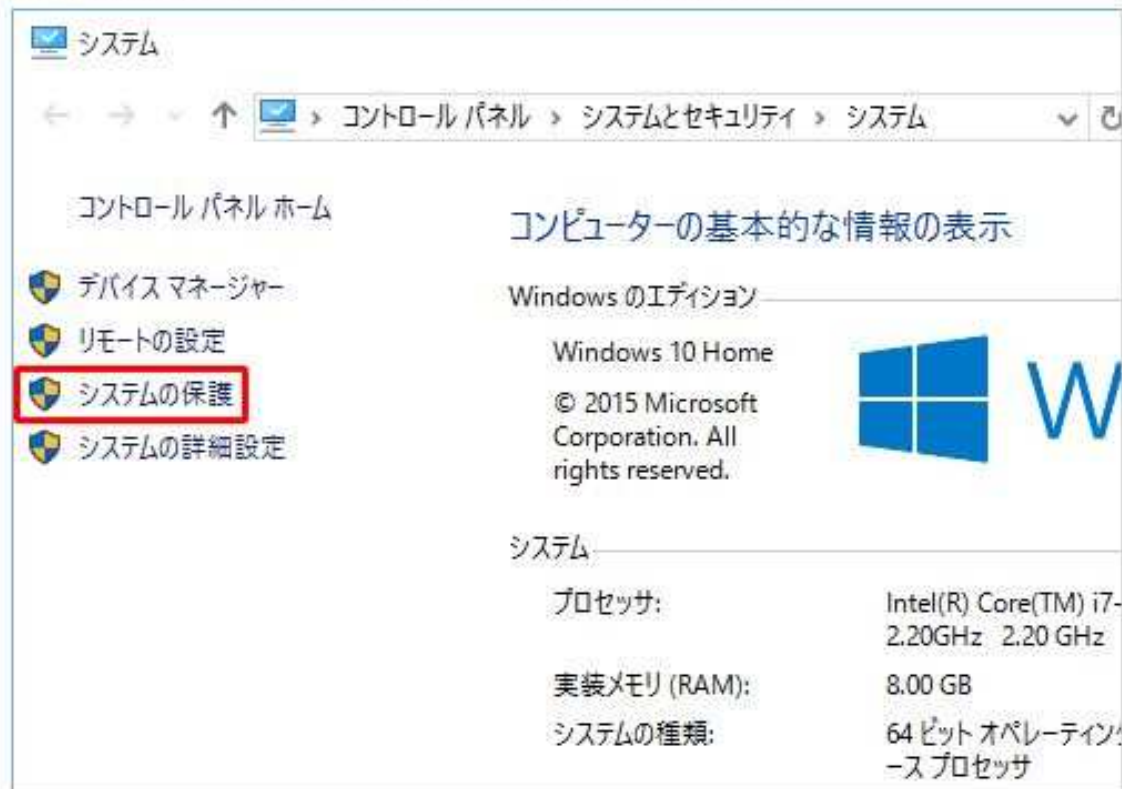 システム
コントロール パネル › システムとセキュリティ › システム
コントロール パネル ホーム
デバイス マネージャー
リモートの設定
システムの保護
システムの詳細設定
コンピューターの基本的な情報の表示
Windows のエディション
Windows 10 Home
© 2015 Microsoft
Corporation. All
rights reserved.
W
システム
プロセッサ:
Intel(R) Core(TM) i7-
2.20GHz 2.20 GHz
実装メモリ (RAM):
8.00 GB
システムの種類:
64 ビット オペレーティン
ース プロセッサ